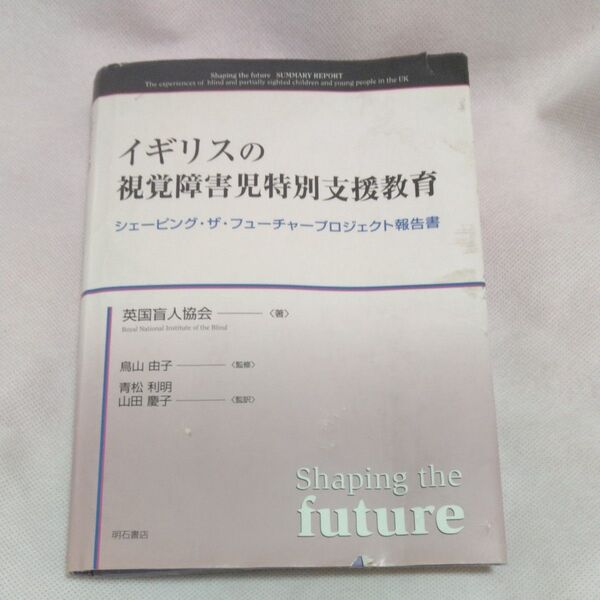 Shaping the future SUMMARY REPORT
The experiences of blind and partially sighted children and young people in the UK
イギリスの
視覚障害児特別支援教育
シェーピング・ザ・フューチャープロジェクト報告書
英国盲人協会 ――― 〈著〉
Royal National Institute of the Blind
鳥山 由子 ――― 〈監修〉
青松 利明
山田 慶子 ――― 〈監訳〉
Shaping the
future
明石書店